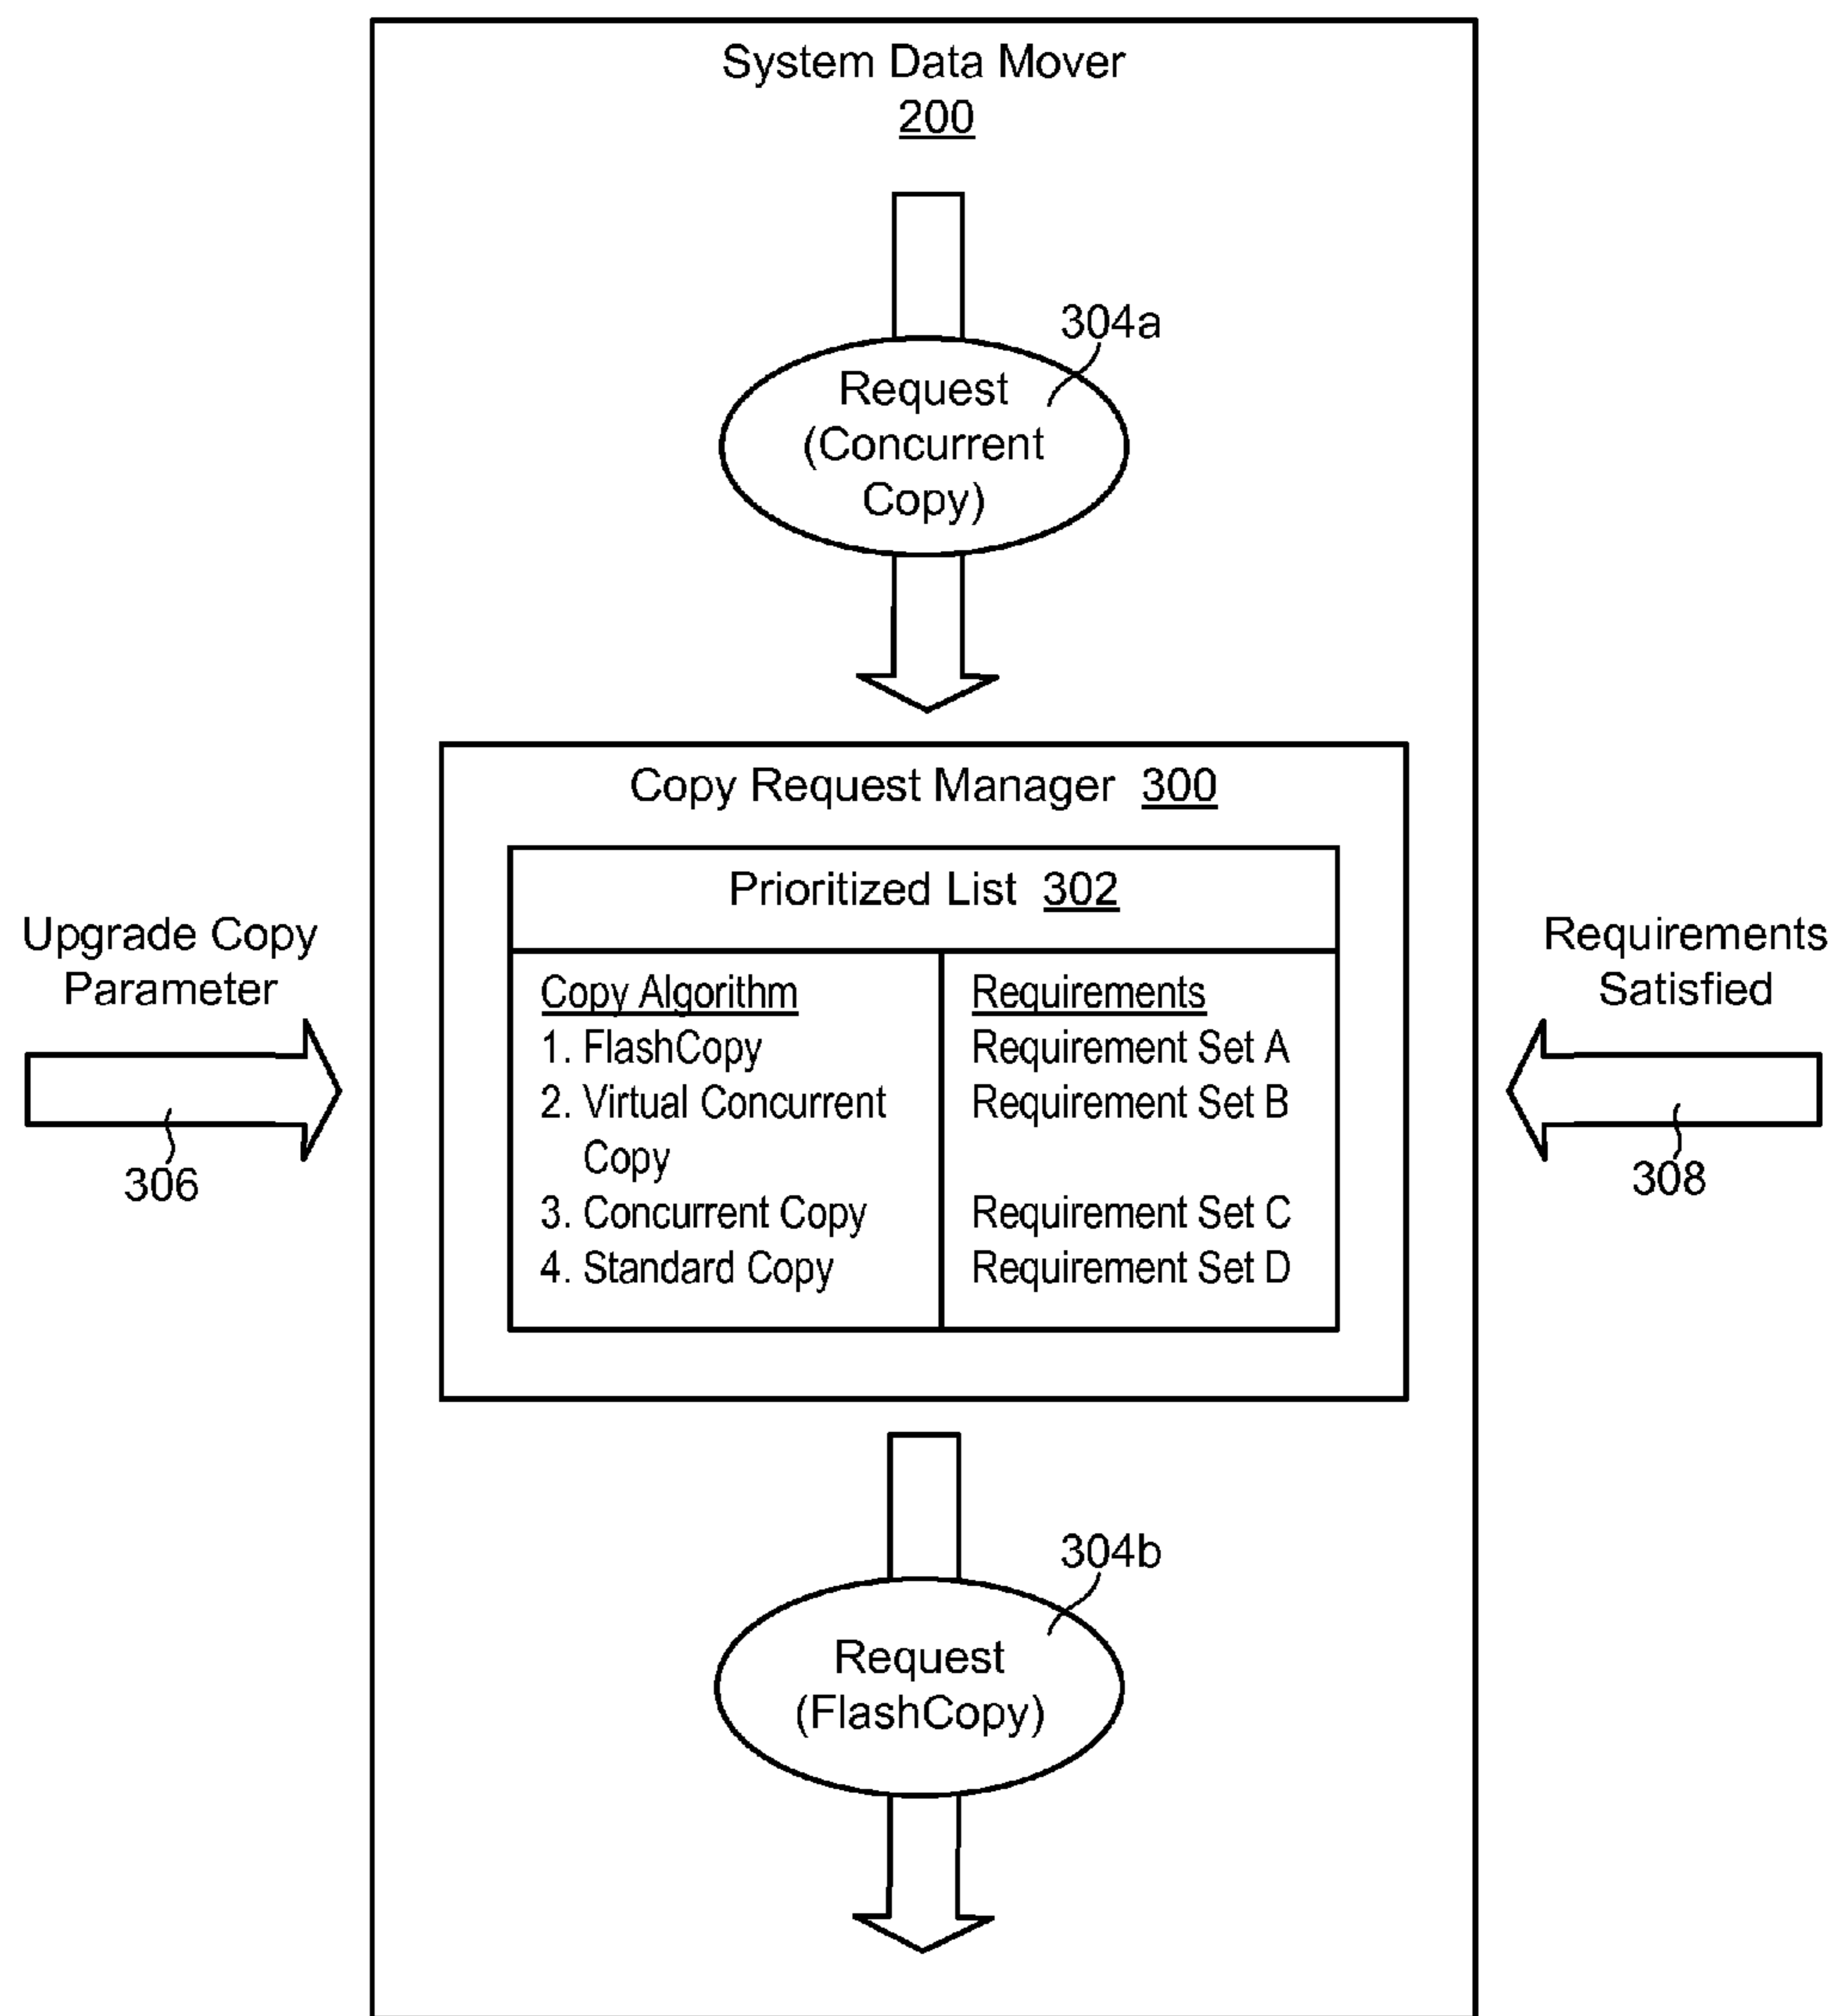 System Data Mover
200
304a
Request
(Concurrent
Copy)
Copy Request Manager 300
Prioritized List 302
Upgrade Copy
Parameter
306
Copy Algorithm
1. FlashCopy
2. Virtual Concurrent
Copy
3. Concurrent Copy
4. Standard Copy
Requirements
Requirement Set A
Requirement Set B
Requirement Set C
Requirement Set D
Requirements
Satisfied
308
304b
Request
(FlashCopy)